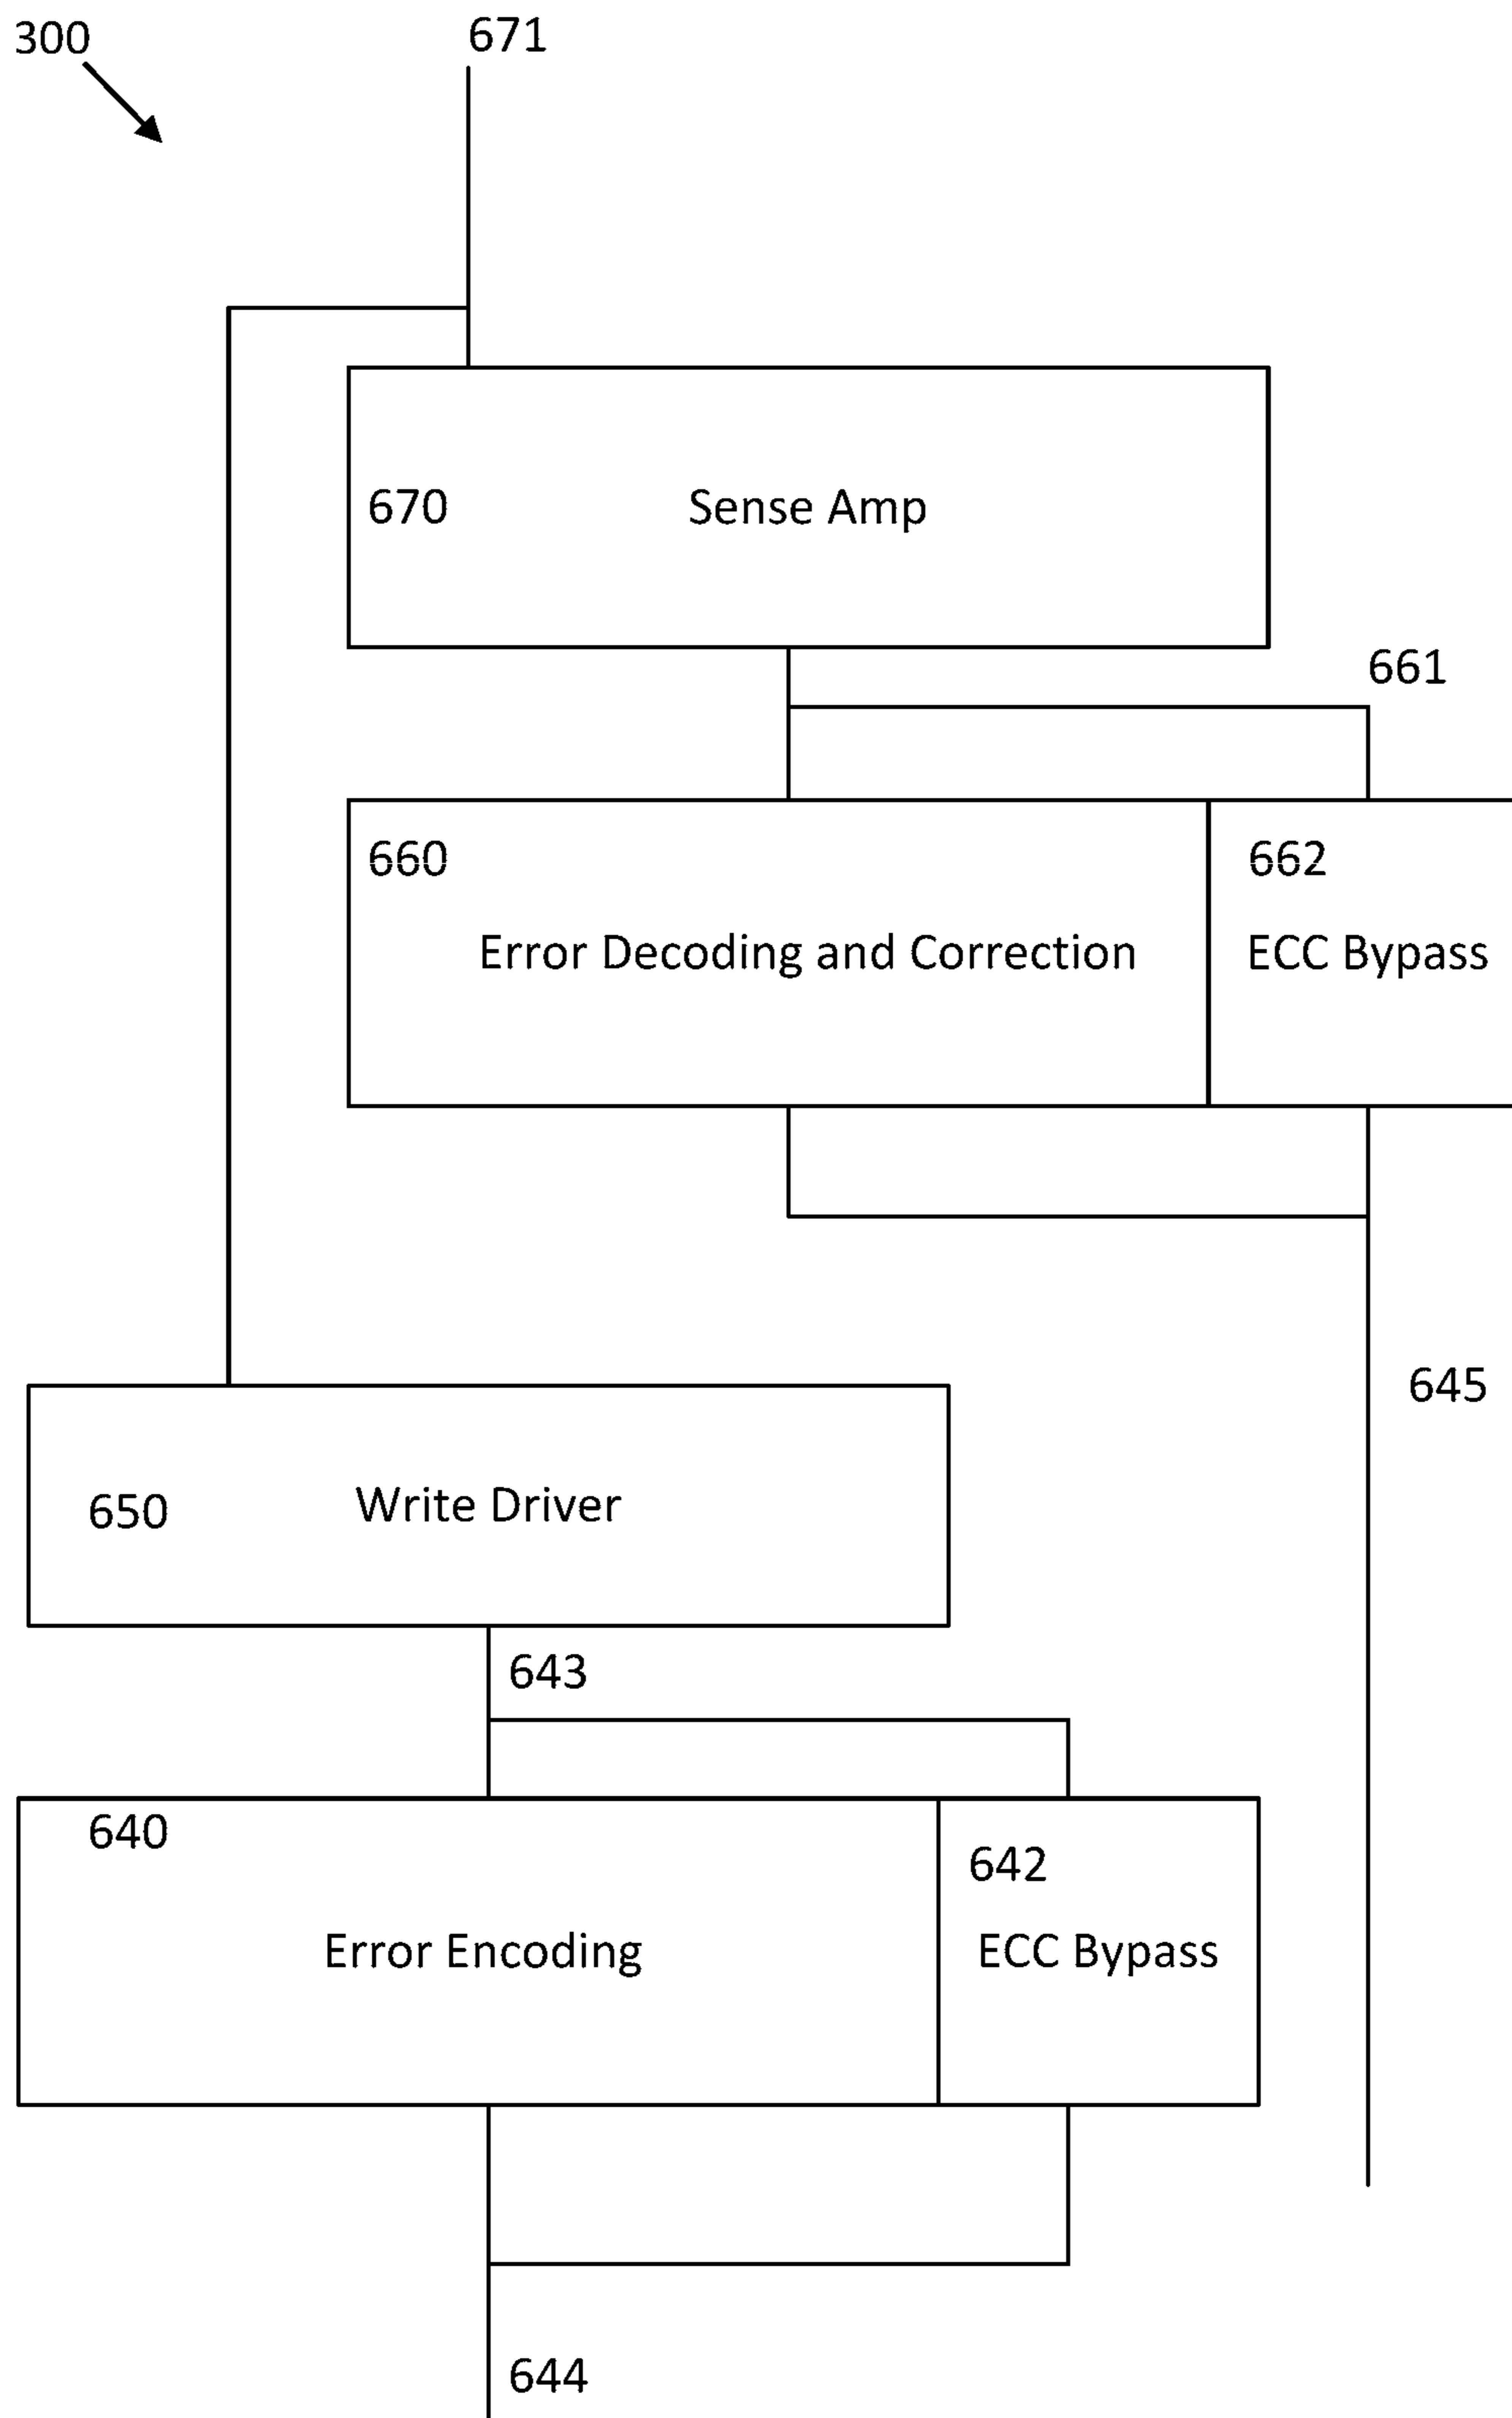 300
671
670
Sense Amp
661
660
662
Error Decoding and Correction
ECC Bypass
645
650
Write Driver
643
640
642
Error Encoding
ECC Bypass
644